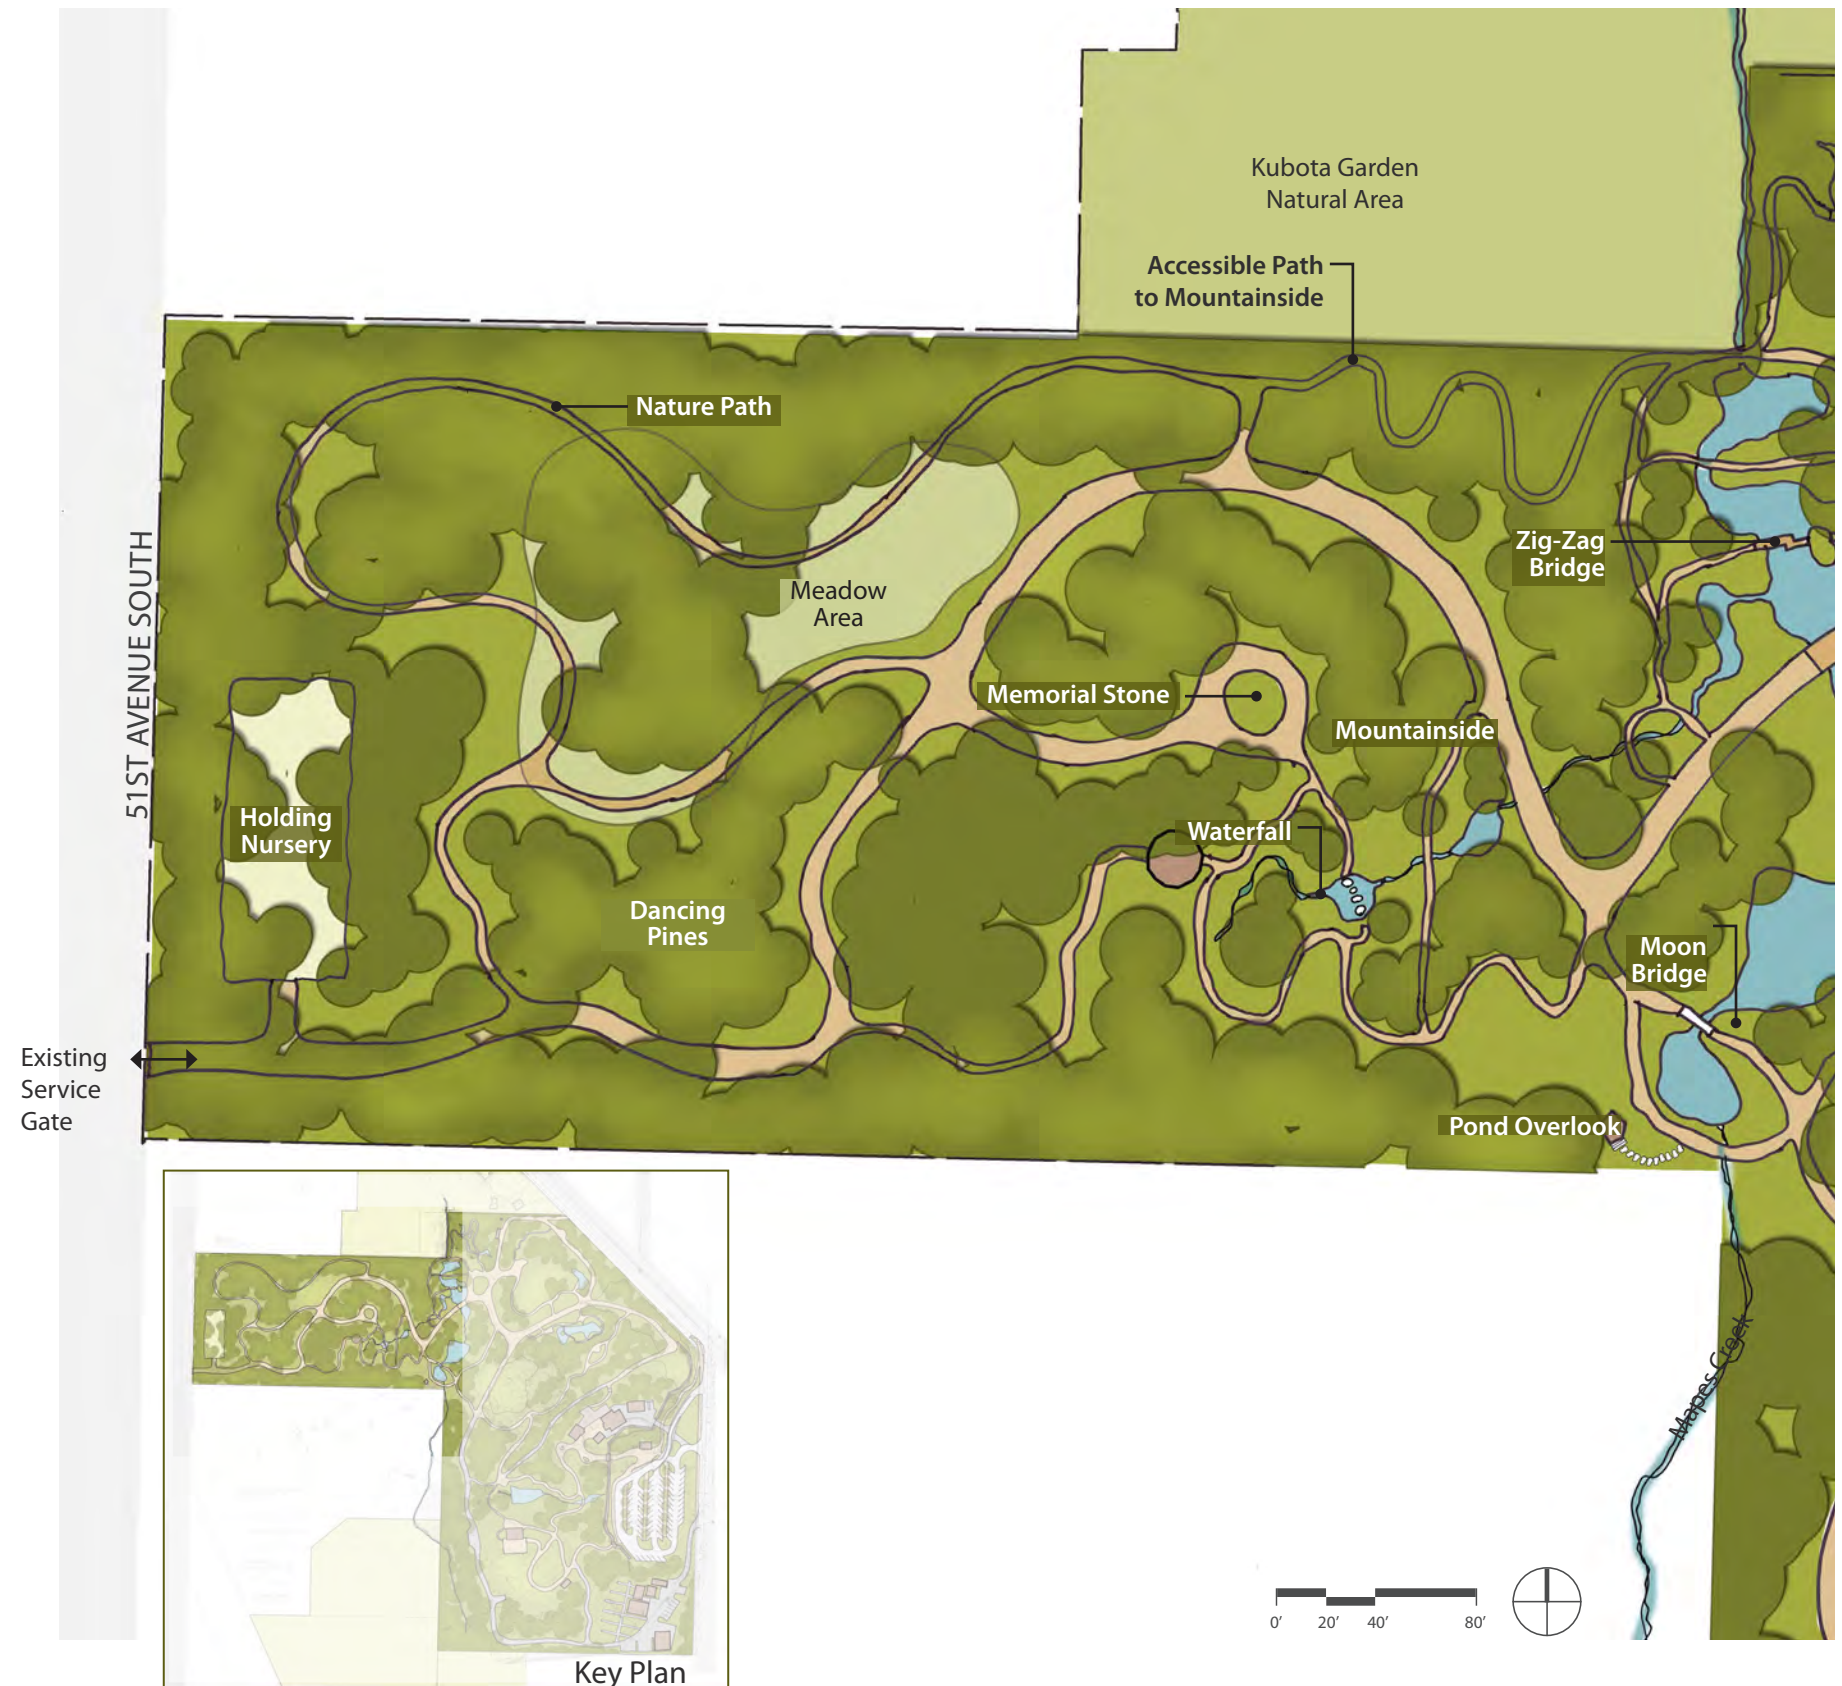 Kubota Garden
Natural Area
Accessible Path
to Mountainside
Nature Path
Zig-Zag
Bridge
Meadow
Area
51ST AVENUE SOUTH
Memorial Stone
Mountainside
Holding
Nursery
Waterfall
Dancing
Pines
Moon
Bridge
Existing
Service
Gate
Pond Overlook
Mapes Creek
0' 20' 40' 80'
Key Plan